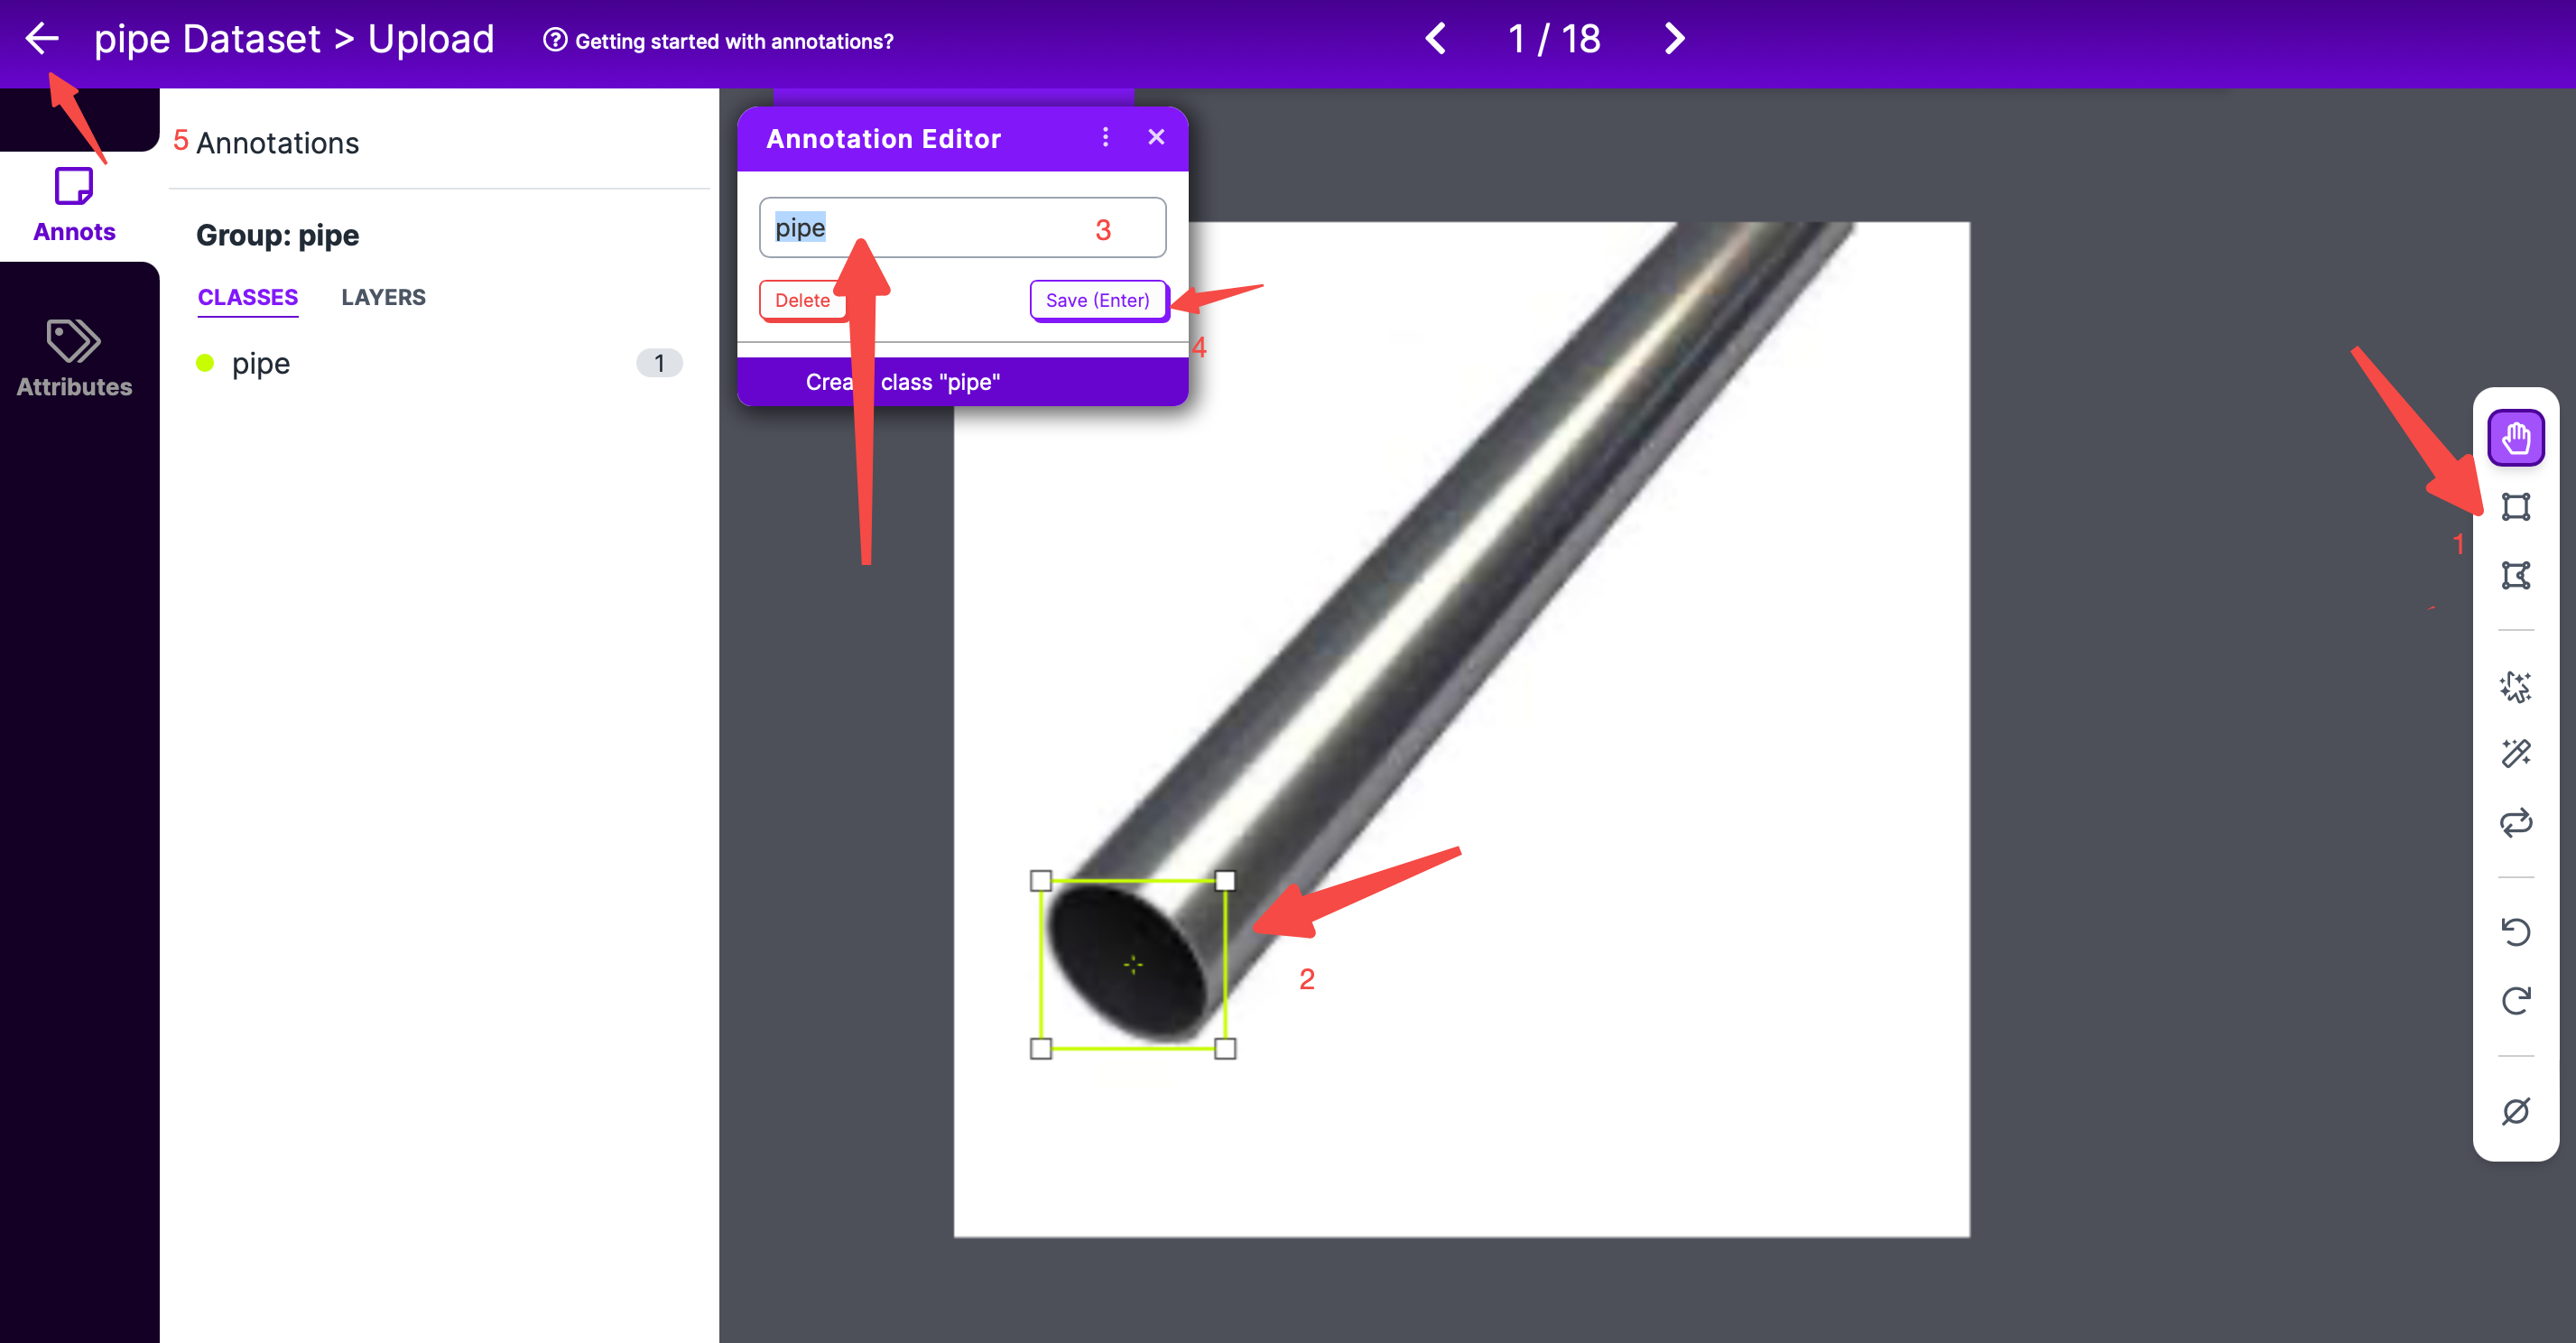 pipe Dataset > Upload
Getting started with annotations?
1 / 18
5 Annotations
Annots
Group: pipe
CLASSES
LAYERS
pipe
1
Attributes
Annotation Editor
pipe
3
Delete
Save (Enter)
4
Crea class "pipe"
1
2